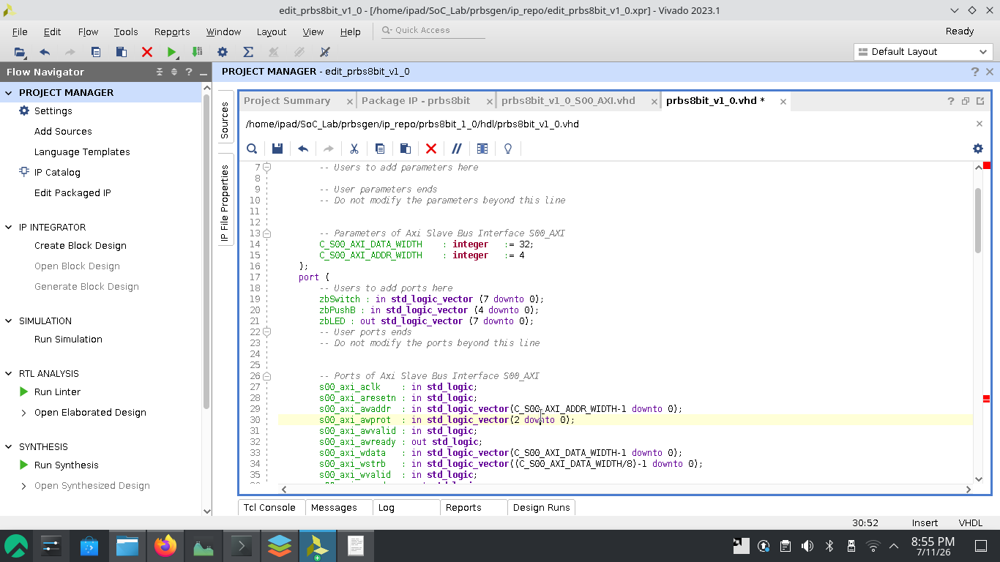 edit_prbs8bit_v1_0 - [/home/ipad/SoC_Lab/prbsgen/ip_repo/edit_prbs8bit_v1_0.xpr] - Vivado 2023.1
File Edit Flow Tools Reports Window Layout View Help Quick Access Ready
Default Layout
Flow Navigator
PROJECT MANAGER
Settings
Add Sources
Language Templates
IP Catalog
Edit Packaged IP
IP INTEGRATOR
Create Block Design
Open Block Design
Generate Block Design
SIMULATION
Run Simulation
RTL ANALYSIS
Run Linter
Open Elaborated Design
SYNTHESIS
Run Synthesis
Open Synthesized Design
PROJECT MANAGER - edit_prbs8bit_v1_0
Sources
IP File Properties
Project Summary Package IP - prbs8bit prbs8bit_v1_0_S00_AXI.vhd prbs8bit_v1_0.vhd *
/home/ipad/SoC_Lab/prbsgen/ip_repo/prbs8bit_1_0/hdl/prbs8bit_v1_0.vhd
7 -- Users to add parameters here
8
9 -- User parameters ends
10 -- Do not modify the parameters beyond this line
11
12
13 -- Parameters of Axi Slave Bus Interface S00_AXI
14 C_S00_AXI_DATA_WIDTH : integer := 32;
15 C_S00_AXI_ADDR_WIDTH : integer := 4
16 );
17 port (
18 -- Users to add ports here
19 zbSwitch : in std_logic_vector (7 downto 0);
20 zbPushB : in std_logic_vector (4 downto 0);
21 zbLED : out std_logic_vector (7 downto 0);
22 -- User ports ends
23 -- Do not modify the ports beyond this line
24
25
26 -- Ports of Axi Slave Bus Interface S00_AXI
27 s00_axi_aclk : in std_logic;
28 s00_axi_aresetn : in std_logic;
29 s00_axi_awaddr : in std_logic_vector(C_S00_AXI_ADDR_WIDTH-1 downto 0);
30 s00_axi_awprot : in std_logic_vector(2 downto 0);
31 s00_axi_awvalid : in std_logic;
32 s00_axi_awready : out std_logic;
33 s00_axi_wdata : in std_logic_vector(C_S00_AXI_DATA_WIDTH-1 downto 0);
34 s00_axi_wstrb : in std_logic_vector((C_S00_AXI_DATA_WIDTH/8)-1 downto 0);
35 s00_axi_wvalid : in std_logic;
Tcl Console Messages Log Reports Design Runs
30:52 Insert VHDL
8:55 PM
7/11/26